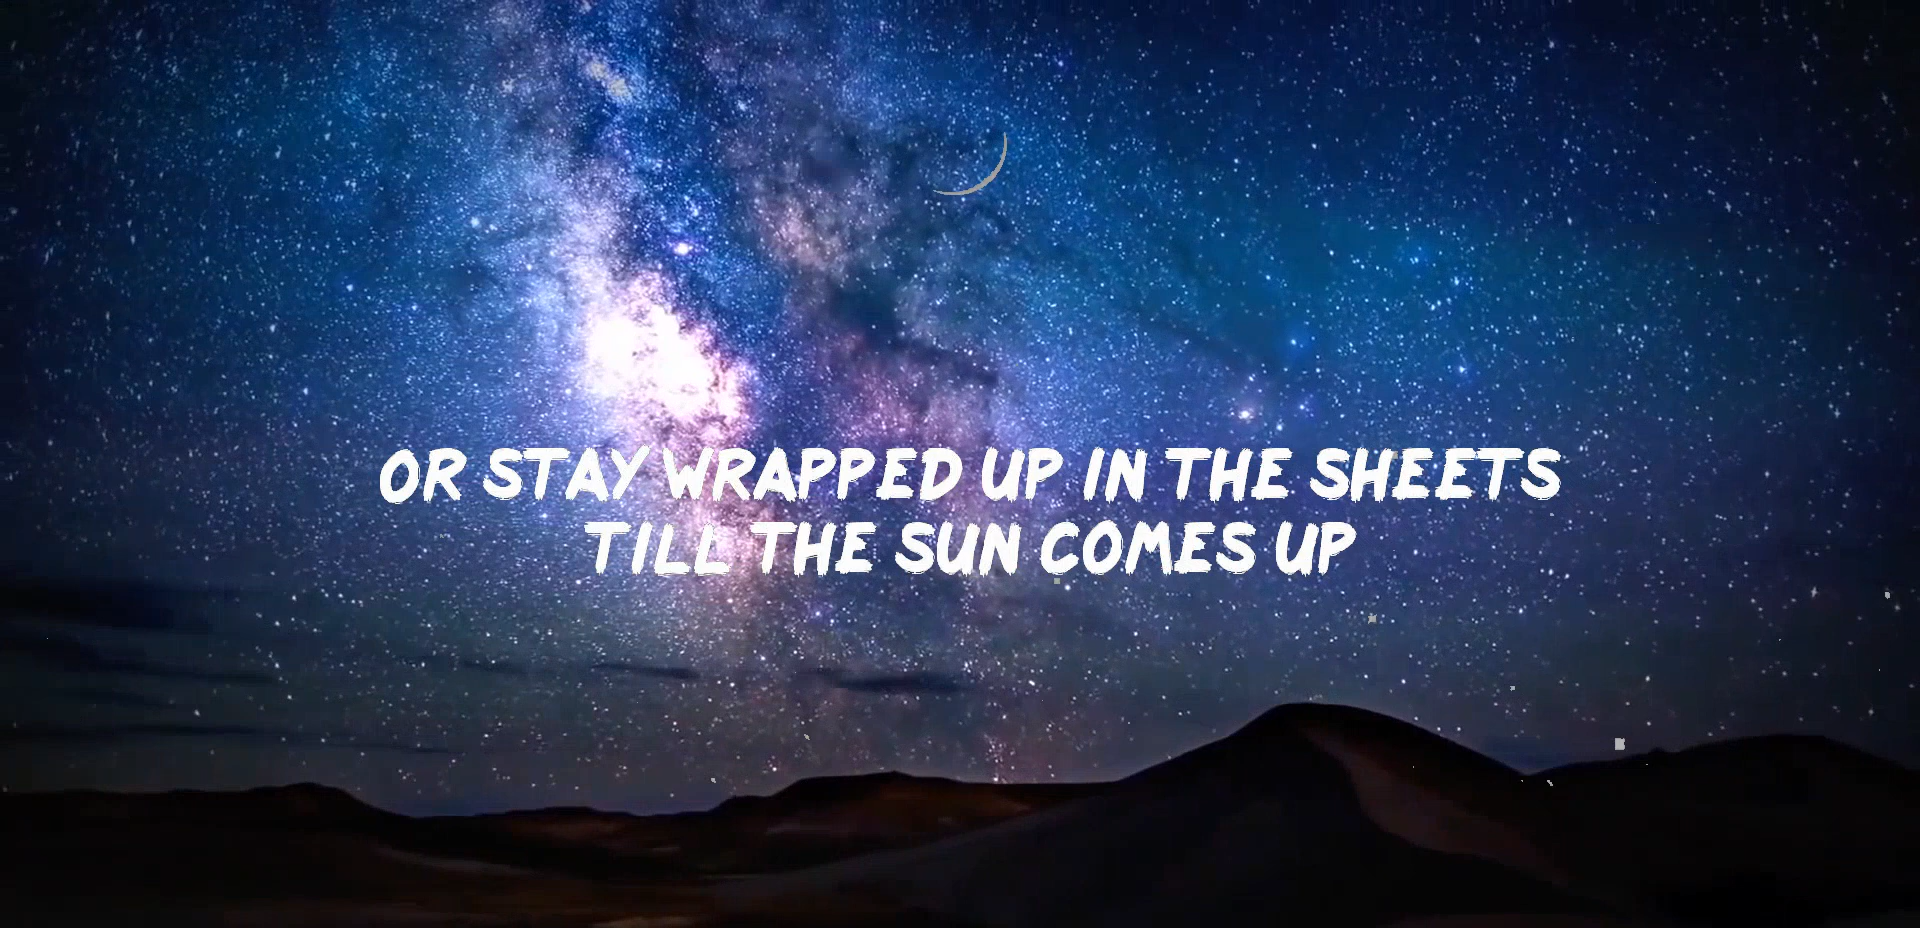 OR STAY WRAPPED UP IN THE SHEETS
TILL THE SUN COMES UP